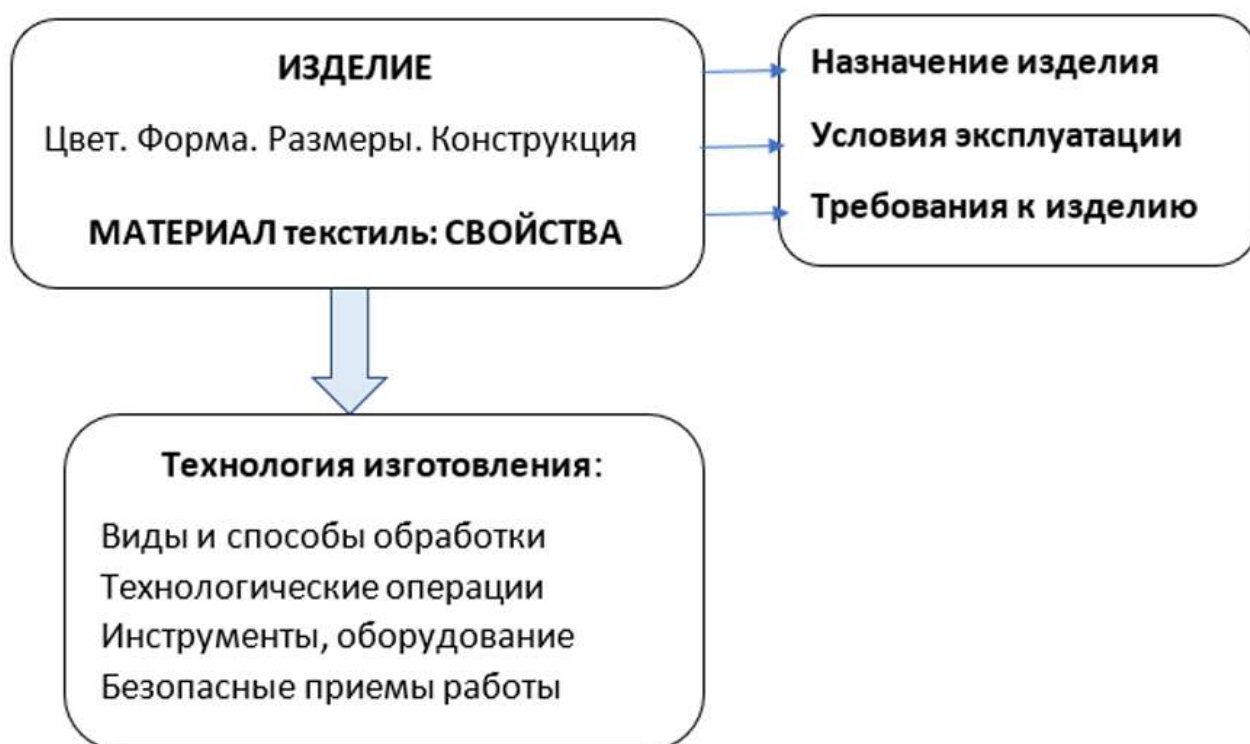 ИЗДЕЛИЕ
Цвет. Форма. Размеры. Конструкция
МАТЕРИАЛ текстиль: СВОЙСТВА
Назначение изделия
Условия эксплуатации
Требования к изделию
Технология изготовления:
Виды и способы обработки
Технологические операции
Инструменты, оборудование
Безопасные приемы работы